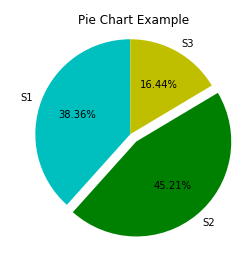 Pie Chart Example
S3
16.44%
S1
38.36%
45.21%
S2